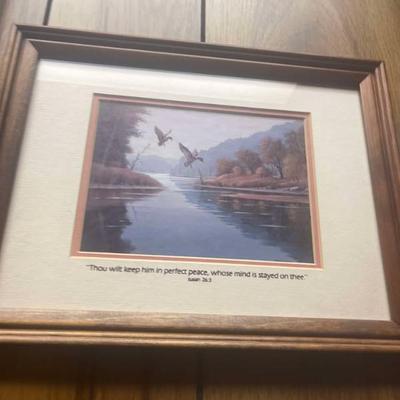 "Thou wilt keep him in perfect peace, whose mind is stayed on thee."
Isaiah 26:3